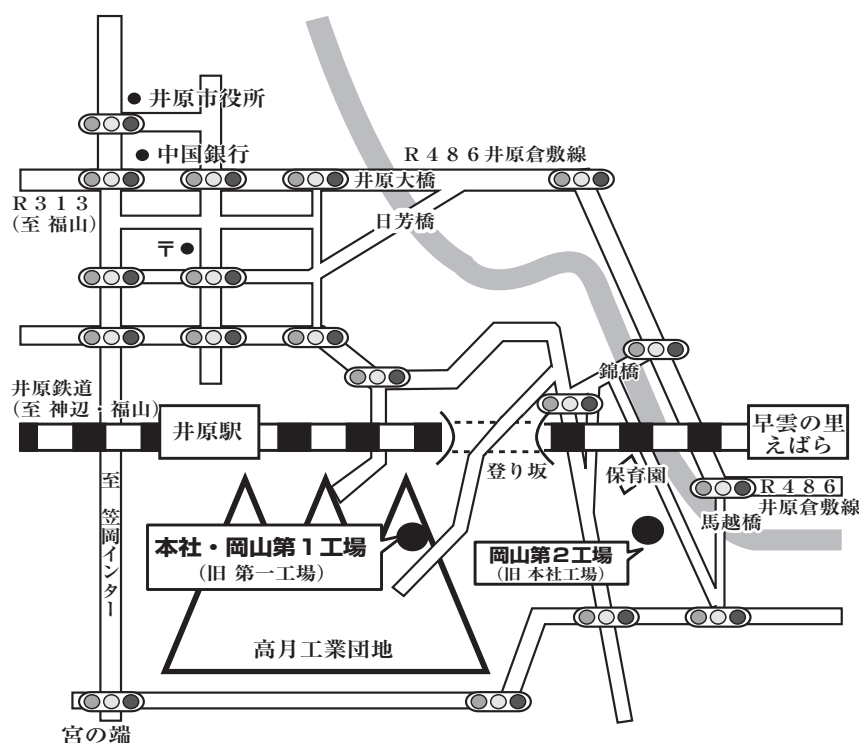 井原市役所
中国銀行
R486井原倉敷線
井原大橋
R313
(至 福山)
日芳橋
〒
井原鉄道
(至 神辺・福山)
錦橋
井原駅
早雲の里
えばら
登り坂
保育園
R486
井原倉敷線
馬越橋
至 笠岡インター
本社・岡山第1工場
(旧 第一工場)
岡山第2工場
(旧 本社工場)
高月工業団地
宮の端